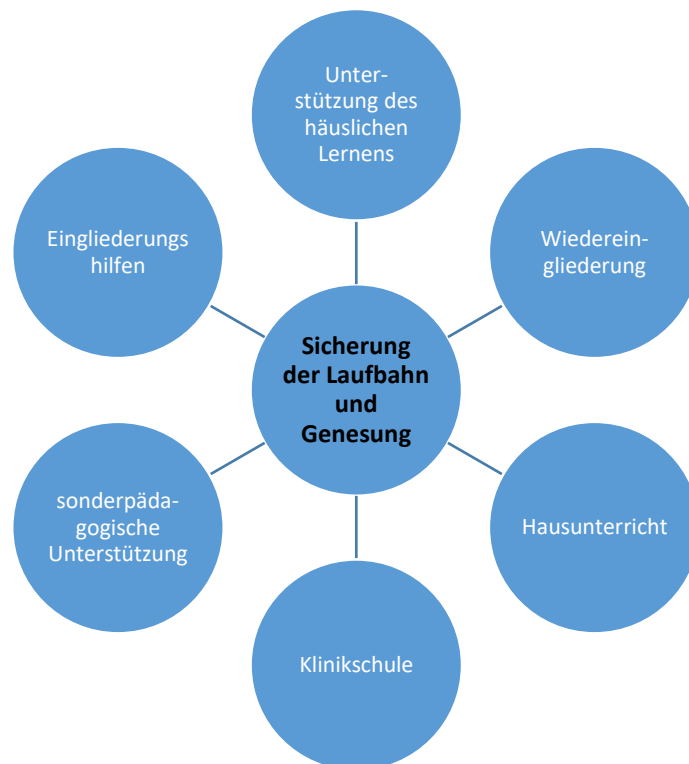 Unter-
stützung des
häuslichen
Lernens
Eingliederungs
hilfen
Wiederein-
gliederung
Sicherung
der Laufbahn
und
Genesung
sonderpäda-
gogische
Unterstützung
Hausunterricht
Klinikschule